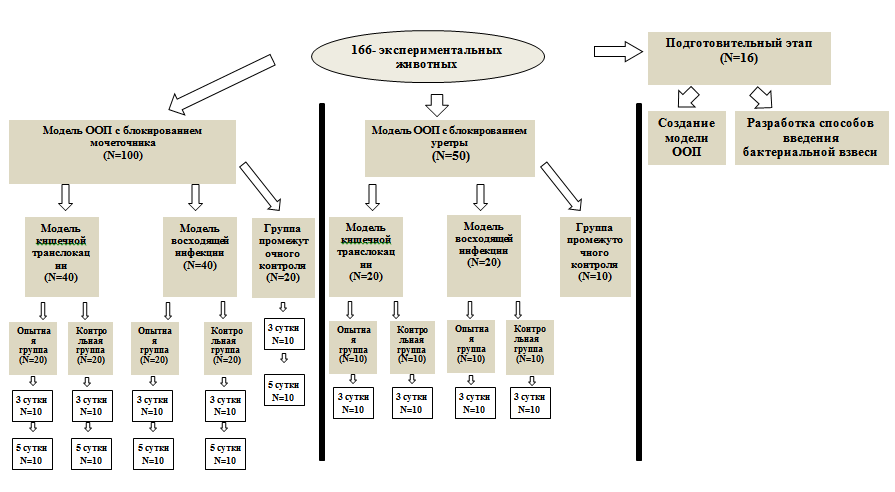 166- экспериментальных
животных
Подготовительный этап
(N=16)
Создание
модели
ООП
Разработка способов
введения
бактериальной взвеси
Модель ООП с блокированием
мочеточника
(N=100)
Модель ООП с блокированием
уретры
(N=50)
Модель
кишечной
транслокац
ии
(N=40)
Модель
восходящей
инфекции
(N=40)
Группа
промежут
очного
контроля
(N=20)
Модель
кишечной
транслокац
ии
(N=20)
Модель
восходящей
инфекции
(N=20)
Группа
промежуто
чного
контроля
(N=10)
Опытна
я
группа
(N=20)
Контро
льная
группа
(N=20)
Опытна
я
группа
(N=20)
Контро
льная
группа
(N=20)
3 сутки
N=10
5 сутки
N=10
Опытна
я
группа
(N=10)
Контро
льная
группа
(N=10)
Опытна
я
группа
(N=10)
Контро
льная
группа
(N=10)
3 сутки
N=10
3 сутки
N=10
3 сутки
N=10
3 сутки
N=10
3 сутки
N=10
3 сутки
N=10
3 сутки
N=10
3 сутки
N=10
5 сутки
N=10
5 сутки
N=10
5 сутки
N=10
5 сутки
N=10